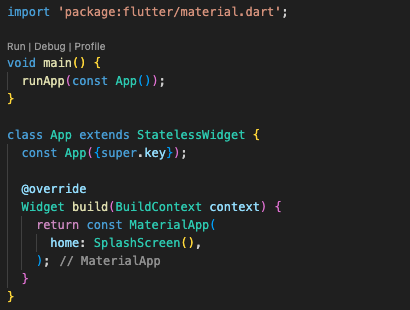 import 'package:flutter/material.dart';
Run | Debug | Profile
void main() {
  runApp(const App());
}
class App extends StatelessWidget {
  const App({super.key});
  @override
  Widget build(BuildContext context) {
    return const MaterialApp(
      home: SplashScreen(),
    ); // MaterialApp
  }
}